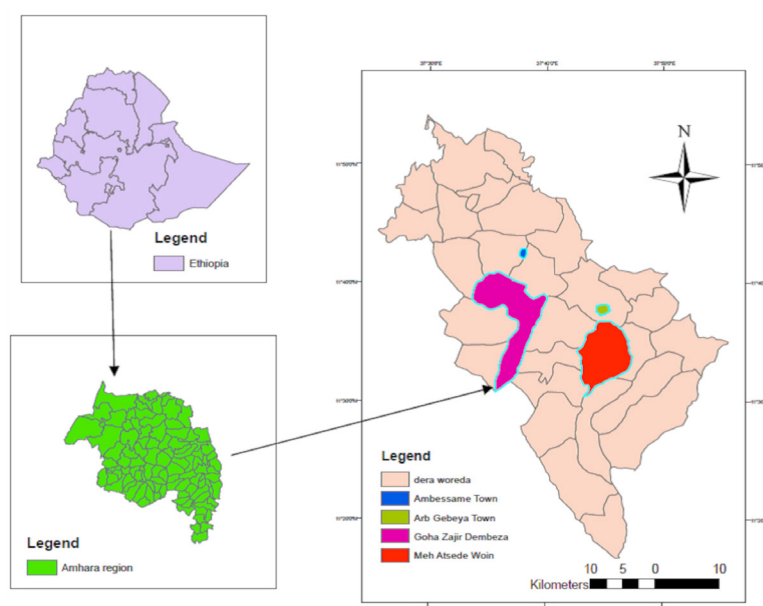 Legend
Ethiopia
Legend
Amhara region
N
Legend
dera woreda
Ambessame Town
Arb Gebeya Town
Goha Zajir Dembeza
Meh Atsede Woin
10 5 0 10
Kilometers